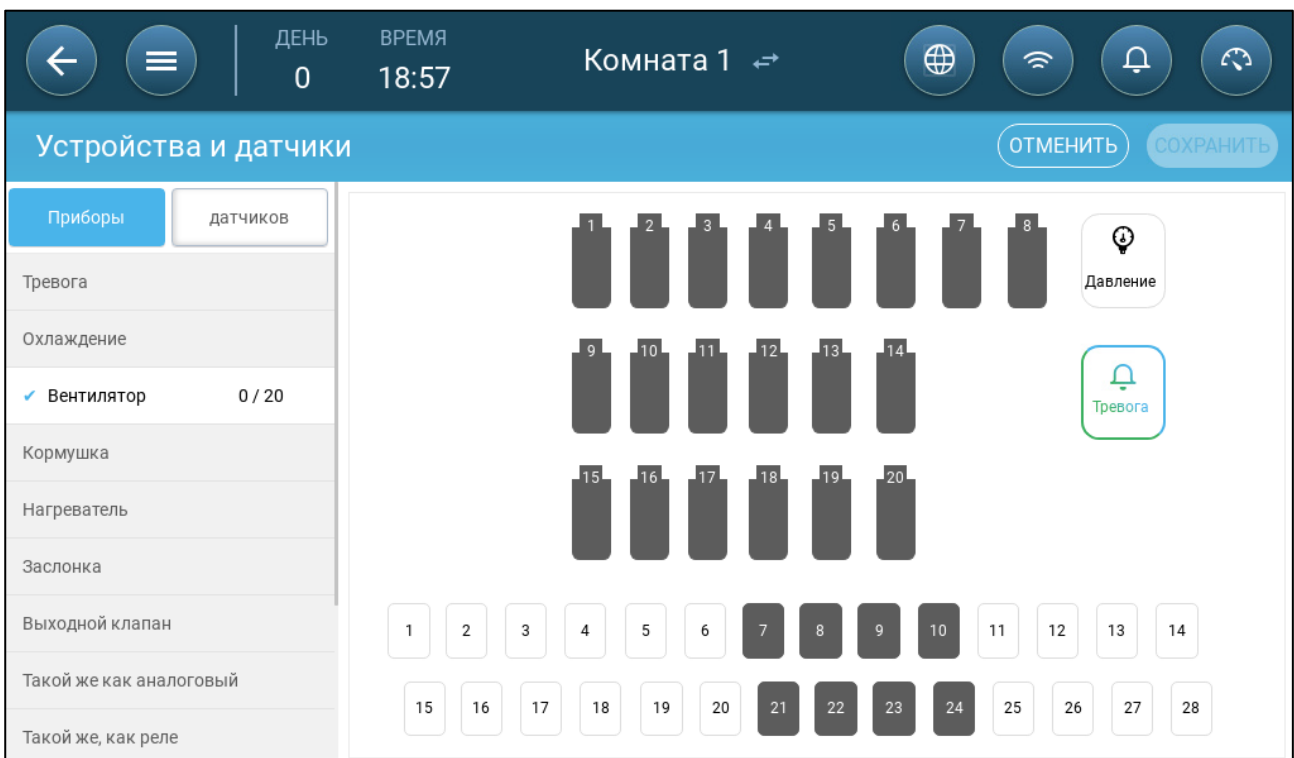 ДЕНЬ ВРЕМЯ
0 18:57 Комната 1
Устройства и датчики ОТМЕНИТЬ СОХРАНИТЬ
Приборы датчиков
Тревога
Охлаждение
Вентилятор 0 / 20
Кормушка
Нагреватель
Заслонка
Выходной клапан
Такой же как аналоговый
Такой же, как реле
1 2 3 4 5 6 7 8
Давление
9 10 11 12 13 14
Тревога
15 16 17 18 19 20
1 2 3 4 5 6 7 8 9 10 11 12 13 14
15 16 17 18 19 20 21 22 23 24 25 26 27 28